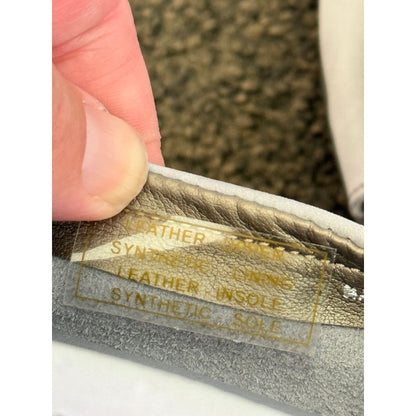 LEATHER UPPER
SYNTHETIC LINING
LEATHER INSOLE
SYNTHETIC SOLE